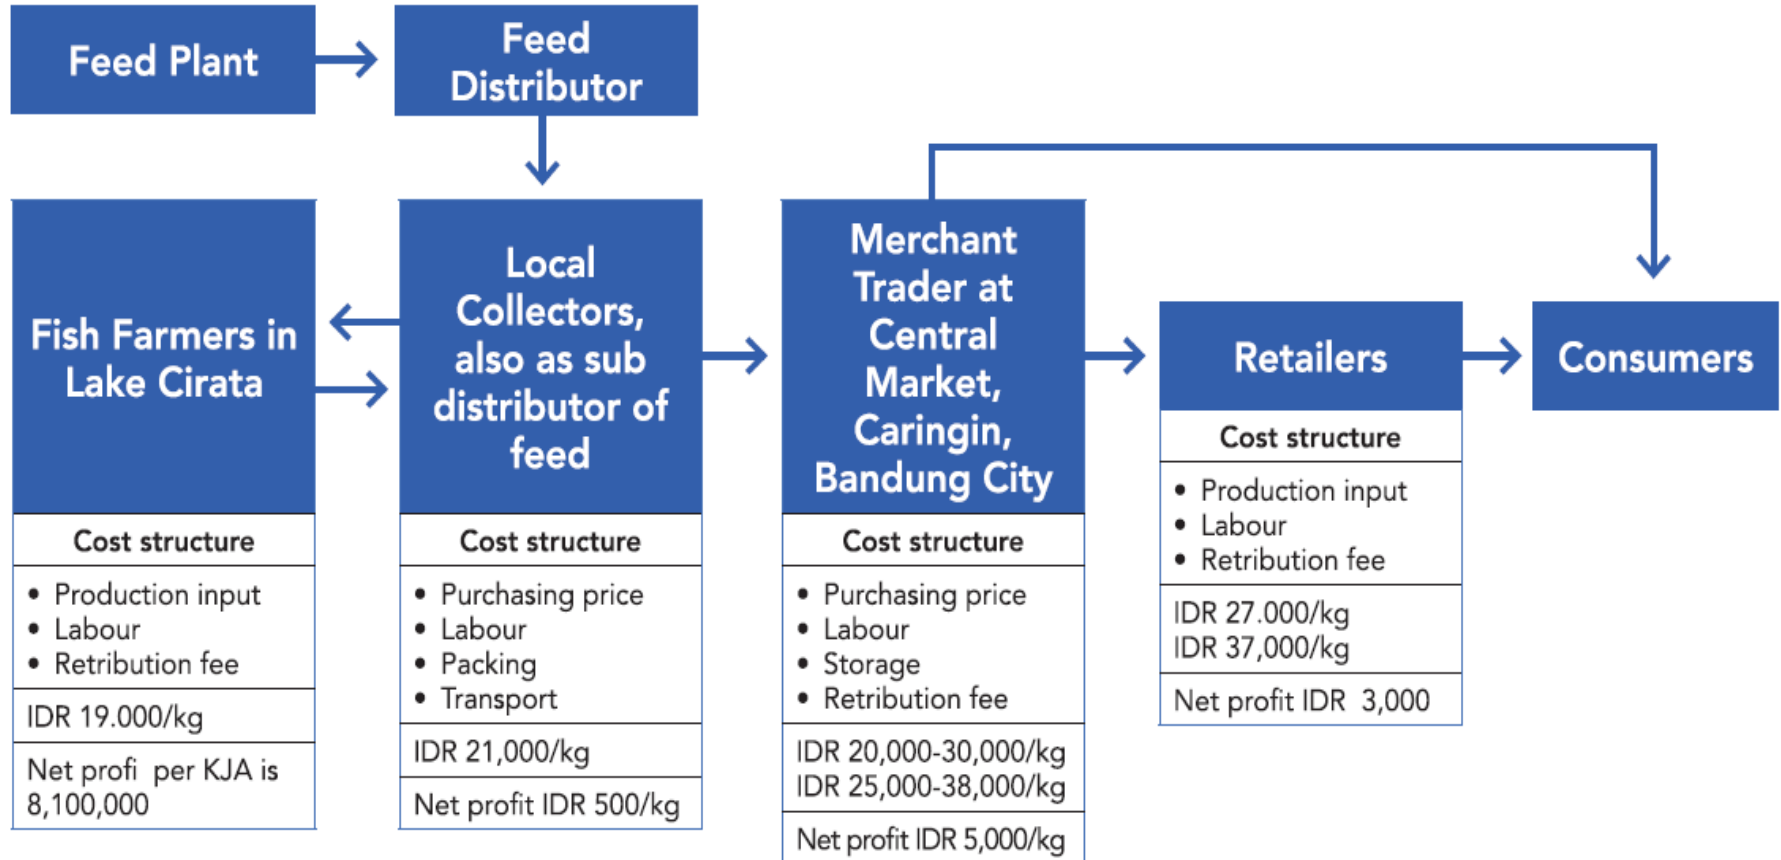 Feed Plant
Feed
Distributor
Fish Farmers in
Lake Cirata
Cost structure
• Production input
• Labour
• Retribution fee
IDR 19.000/kg
Net profi  per KJA is
8,100,000
Local
Collectors,
also as sub
distributor of
feed
Cost structure
• Purchasing price
• Labour
• Packing
• Transport
IDR 21,000/kg
Net profit IDR 500/kg
Merchant
Trader at
Central
Market,
Caringin,
Bandung City
Cost structure
• Purchasing price
• Labour
• Storage
• Retribution fee
IDR 20,000-30,000/kg
IDR 25,000-38,000/kg
Net profit IDR 5,000/kg
Retailers
Cost structure
• Production input
• Labour
• Retribution fee
IDR 27.000/kg
IDR 37,000/kg
Net profit IDR  3,000
Consumers